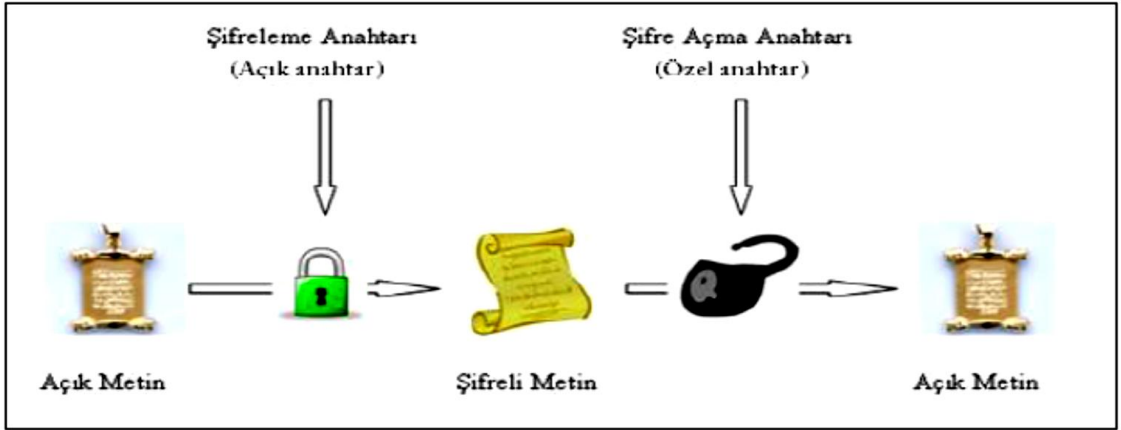 Şifreleme Anahtarı
(Açık anahtar)
Şifre Açma Anahtarı
(Özel anahtar)
Açık Metin
Şifreli Metin
Açık Metin